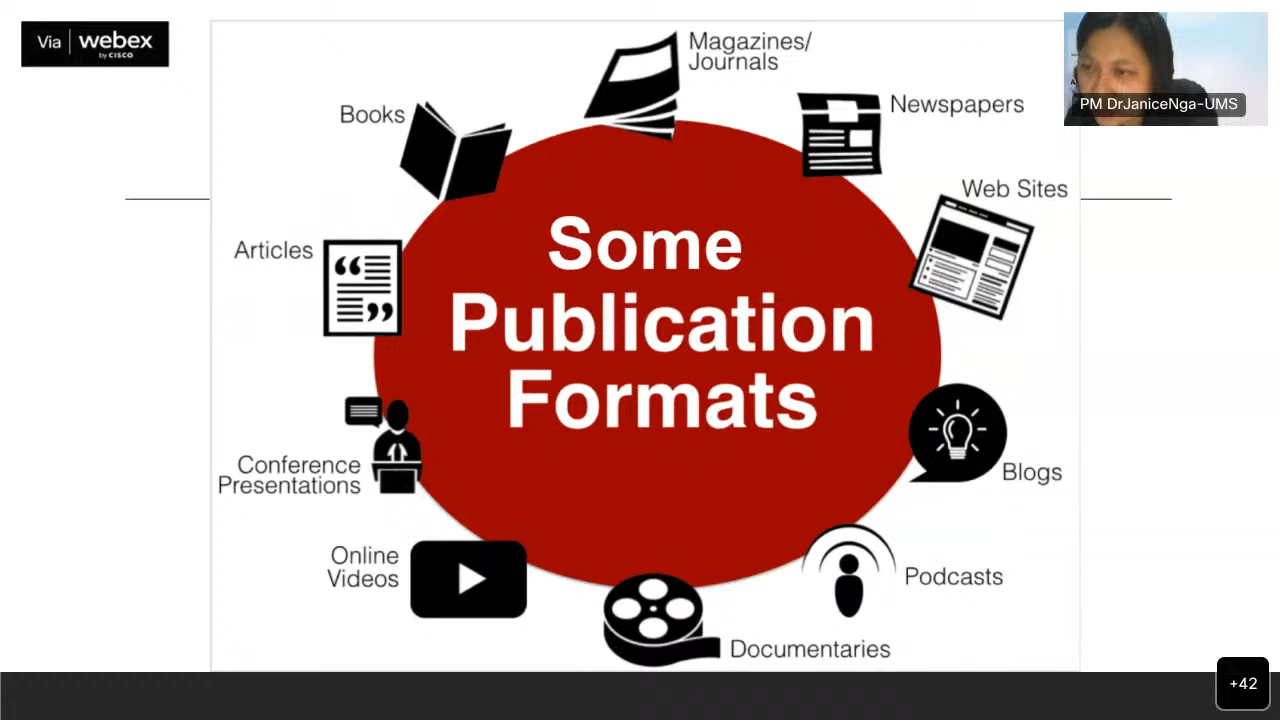 Via webex
by CISCO
Magazines/
Journals
Books
Newspapers
PM DrJaniceNga-UMS
Web Sites
Articles
Some
Publication
Formats
Conference
Presentations
Blogs
Online
Videos
Podcasts
Documentaries
+42